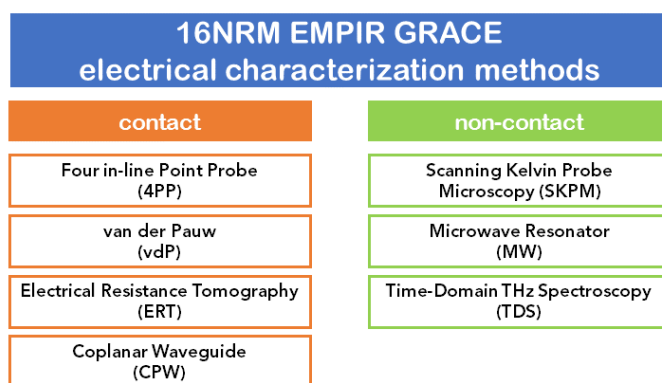 16NRM EMPIR GRACE
electrical characterization methods
contact
Four in-line Point Probe
(4PP)
van der Pauw
(vdP)
Electrical Resistance Tomography
(ERT)
Coplanar Waveguide
(CPW)
non-contact
Scanning Kelvin Probe
Microscopy (SKPM)
Microwave Resonator
(MW)
Time-Domain THz Spectroscopy
(TDS)